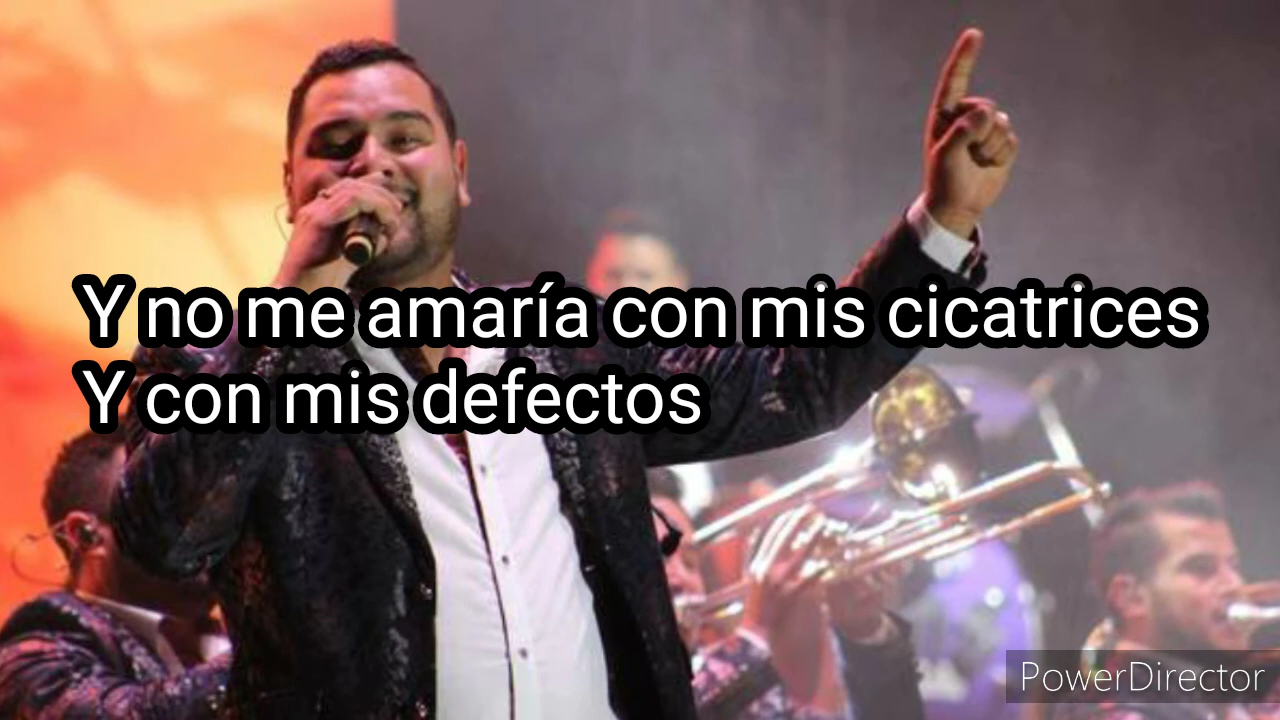 Y no me amaría con mis cicatrices
Y con mis defectos
PowerDirector